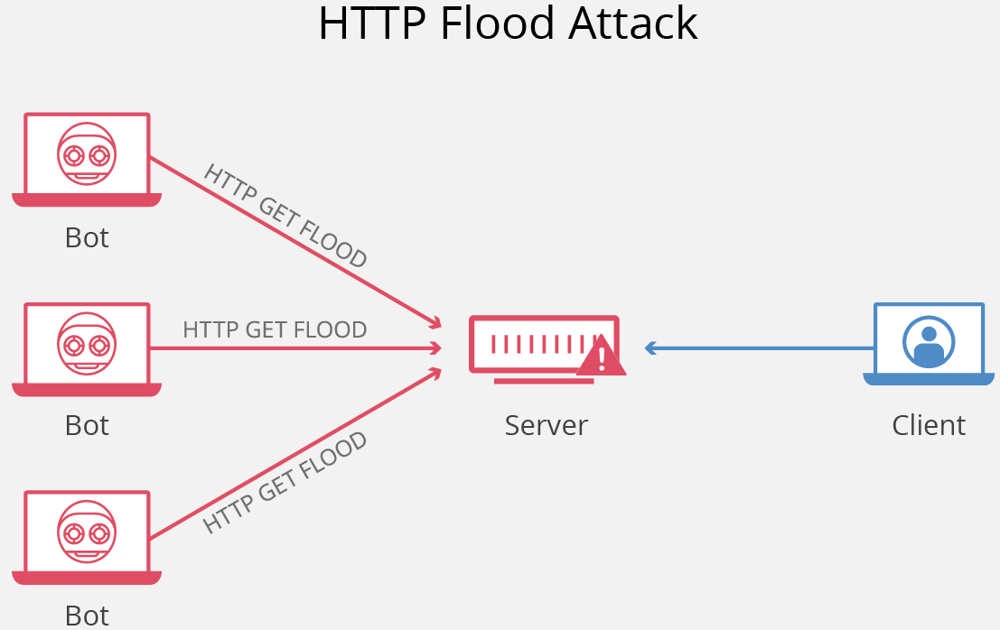 HTTP Flood Attack
HTTP GET FLOOD
Bot
HTTP GET FLOOD
Bot
Server
Client
HTTP GET FLOOD
Bot